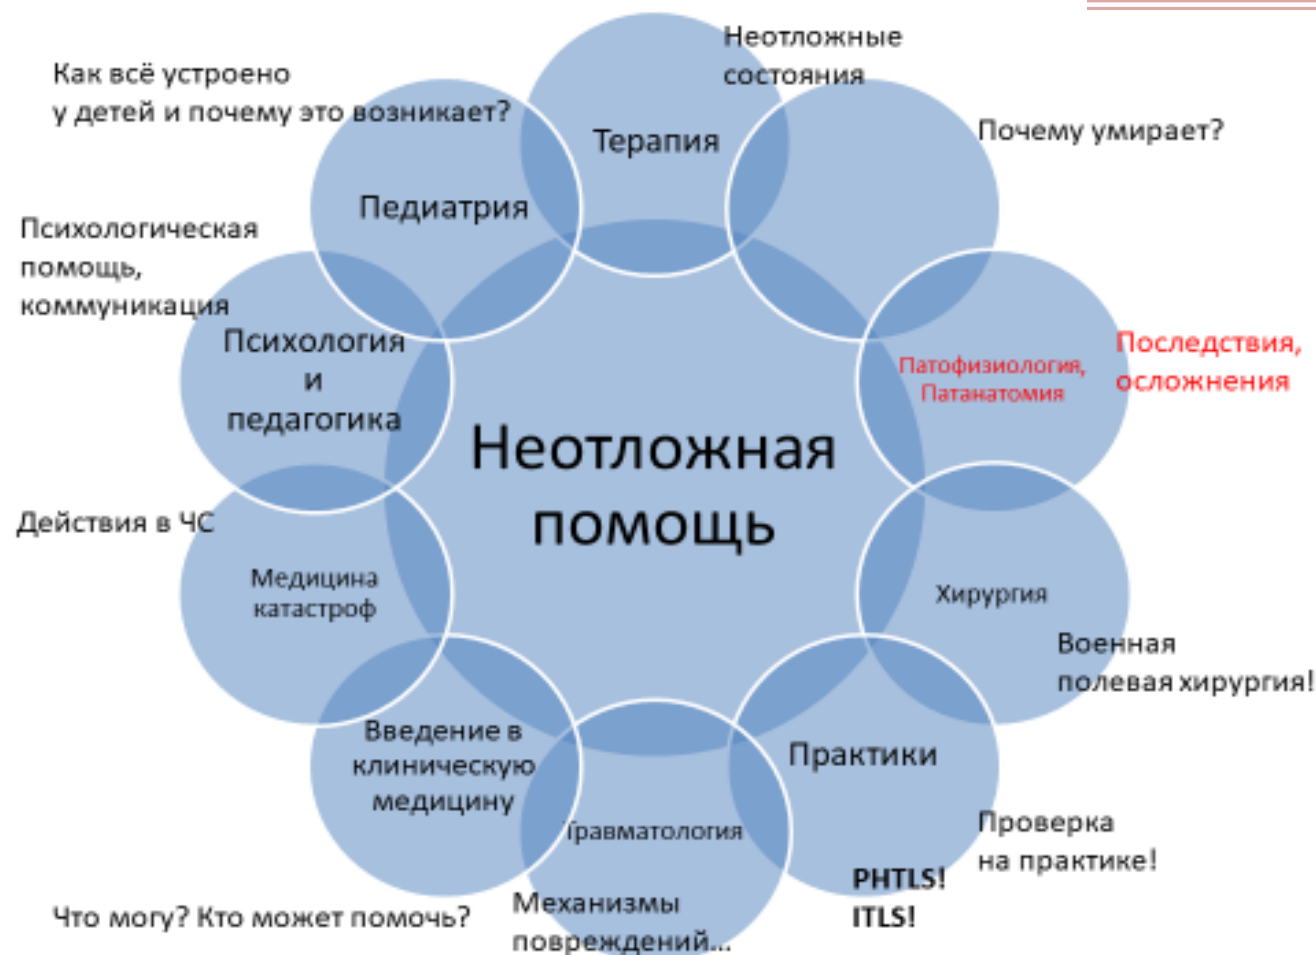 Неотложные
состояния
Как всё устроено
у детей и почему это возникает?
Терапия
Почему умирает?
Педиатрия
Психологическая
помощь,
коммуникация
Психология
и
педагогика
Патофизиология,
Патанатомия
Последствия,
осложнения
Неотложная
помощь
Действия в ЧС
Медицина
катастроф
Хирургия
Военная
полевая хирургия!
Введение в
клиническую
медицину
Практики
Травматология
Проверка
на практике!
PHTLS!
ITLS!
Что могу? Кто может помочь?
Механизмы
повреждений...